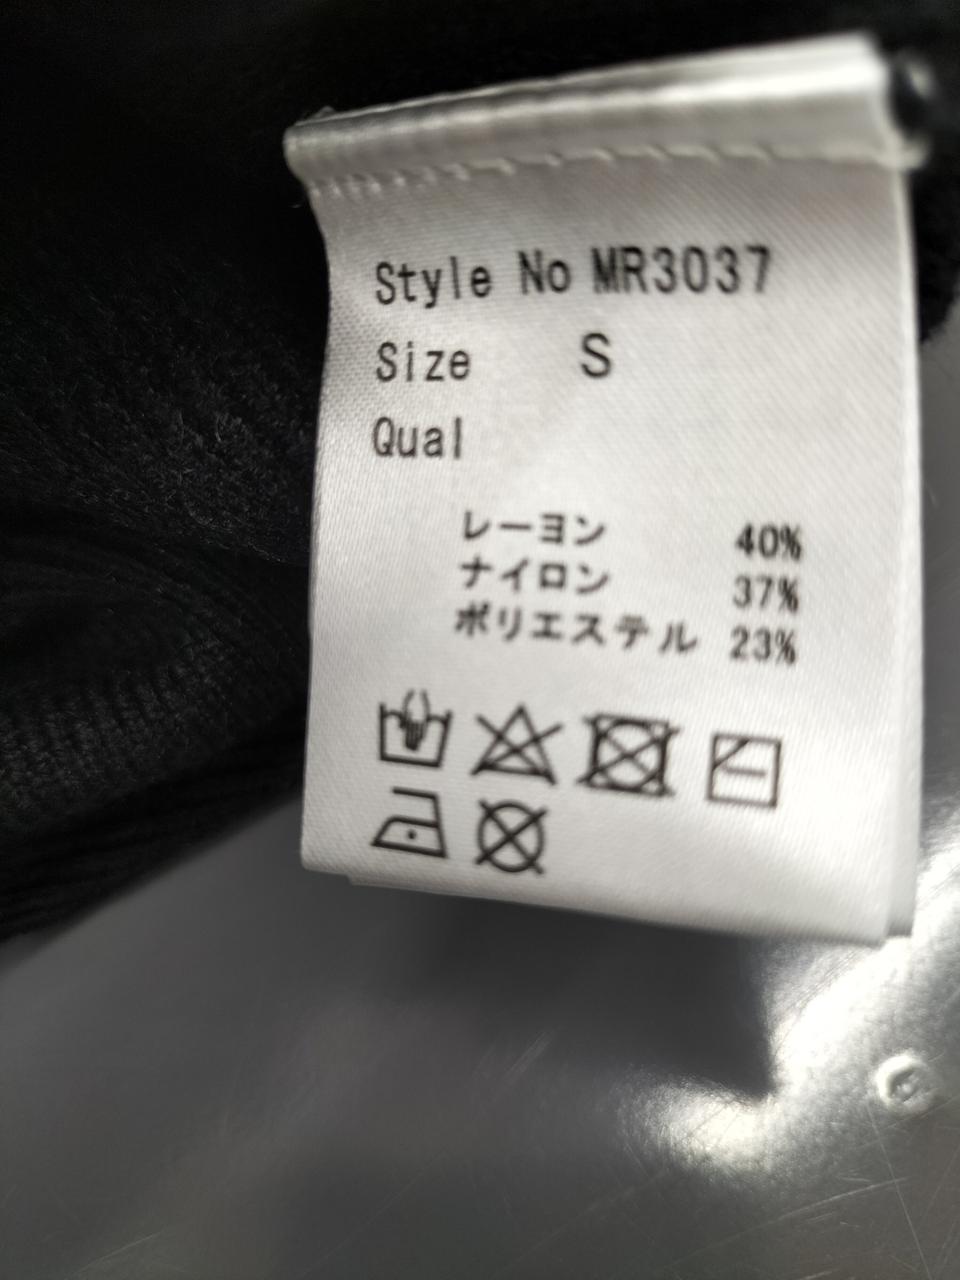 Style No MR3037
Size S
Qual
レーヨン 40%
ナイロン 37%
ポリエステル 23%